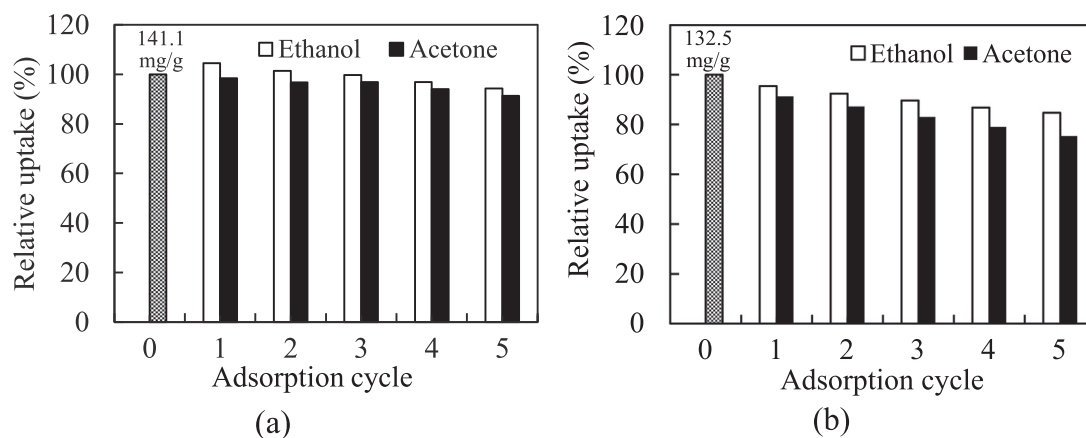 120
100
80
60
40
20
0
Relative uptake (%)
141.1
mg/g
Ethanol
Acetone
0 1 2 3 4 5
Adsorption cycle
(a)
120
100
80
60
40
20
0
Relative uptake (%)
132.5
mg/g
Ethanol
Acetone
0 1 2 3 4 5
Adsorption cycle
(b)